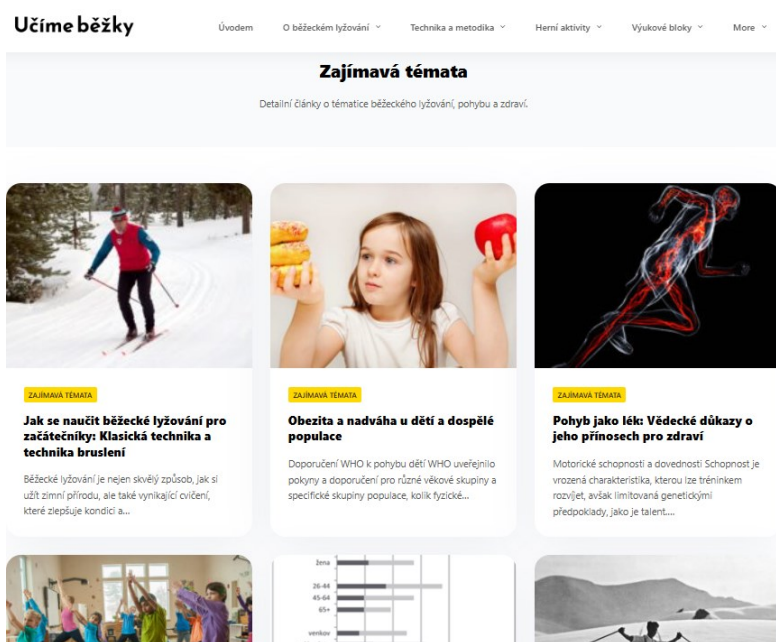 Učíme běžky
Úvodem
O běžeckém lyžování
Technika a metodika
Herní aktivity
Výukové bloky
More
Zajímavá témata
Detailní články o tématice běžeckého lyžování, pohybu a zdraví.
ZAJÍMAVÁ TÉMATA
Jak se naučit běžecké lyžování pro
začátečníky: Klasická technika a
technika bruslení
Běžecké lyžování je nejen skvělý způsob, jak si
užít zimní přírodu, ale také vynikající cvičení,
které zlepšuje kondici a...
ZAJÍMAVÁ TÉMATA
Obezita a nadváha u dětí a dospělé
populace
Doporučení WHO k pohybu dětí WHO uveřejnilo
pokyny a doporučení pro různé věkové skupiny a
specifické skupiny populace, kolik fyzické...
ZAJÍMAVÁ TÉMATA
Pohyb jako lék: Vědecké důkazy o
jeho přínosech pro zdraví
Motorické schopnosti a dovednosti Schopnost je
vrozená charakteristika, kterou lze tréninkem
rozvíjet, avšak limitovaná genetickými
předpoklady, jako je talent....
žena
26-44
45-64
65+
venkov